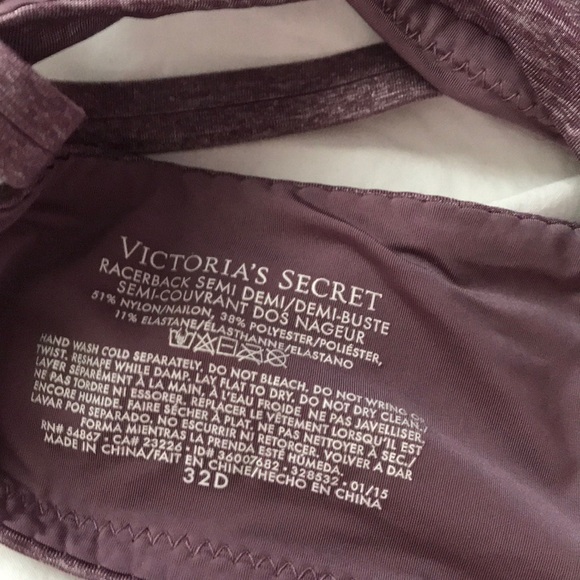 VICTORIA'S SECRET
RACERBACK SEMI DEMI/DEMI-BUSTE
SEMI-COUVRANT DOS NAGEUR
51% NYLON/NAILON, 38% POLYESTER/POLIÉSTER,
11% ELASTANE/ÉLASTHANNE/ELASTANO
HAND WASH COLD SEPARATELY. DO NOT BLEACH. DO NOT WRING OR
TWIST. RESHAPE WHILE DAMP. LAY FLAT TO DRY. DO NOT DRY CLEAN./
LAVER SÉPARÉMENT À LA MAIN À L'EAU FROIDE. NE PAS JAVELLISER.
NE PAS TORDRE NI ESSORER. REPLACER LE VÊTEMENT LORSQU'IL EST
ENCORE HUMIDE. FAIRE SÉCHER À PLAT. NE PAS NETTOYER À SEC./
LAVAR POR SEPARADO. NO ESCURRIR NI RETORCER. VOLVER A DAR
FORMA MIENTRAS LA PRENDA ESTÉ HÚMEDA.
RN# 54867 • CA# 23226 • ID# 36007682 • 328532 • 01/15
MADE IN CHINA/FAIT EN CHINE/HECHO EN CHINA
32D